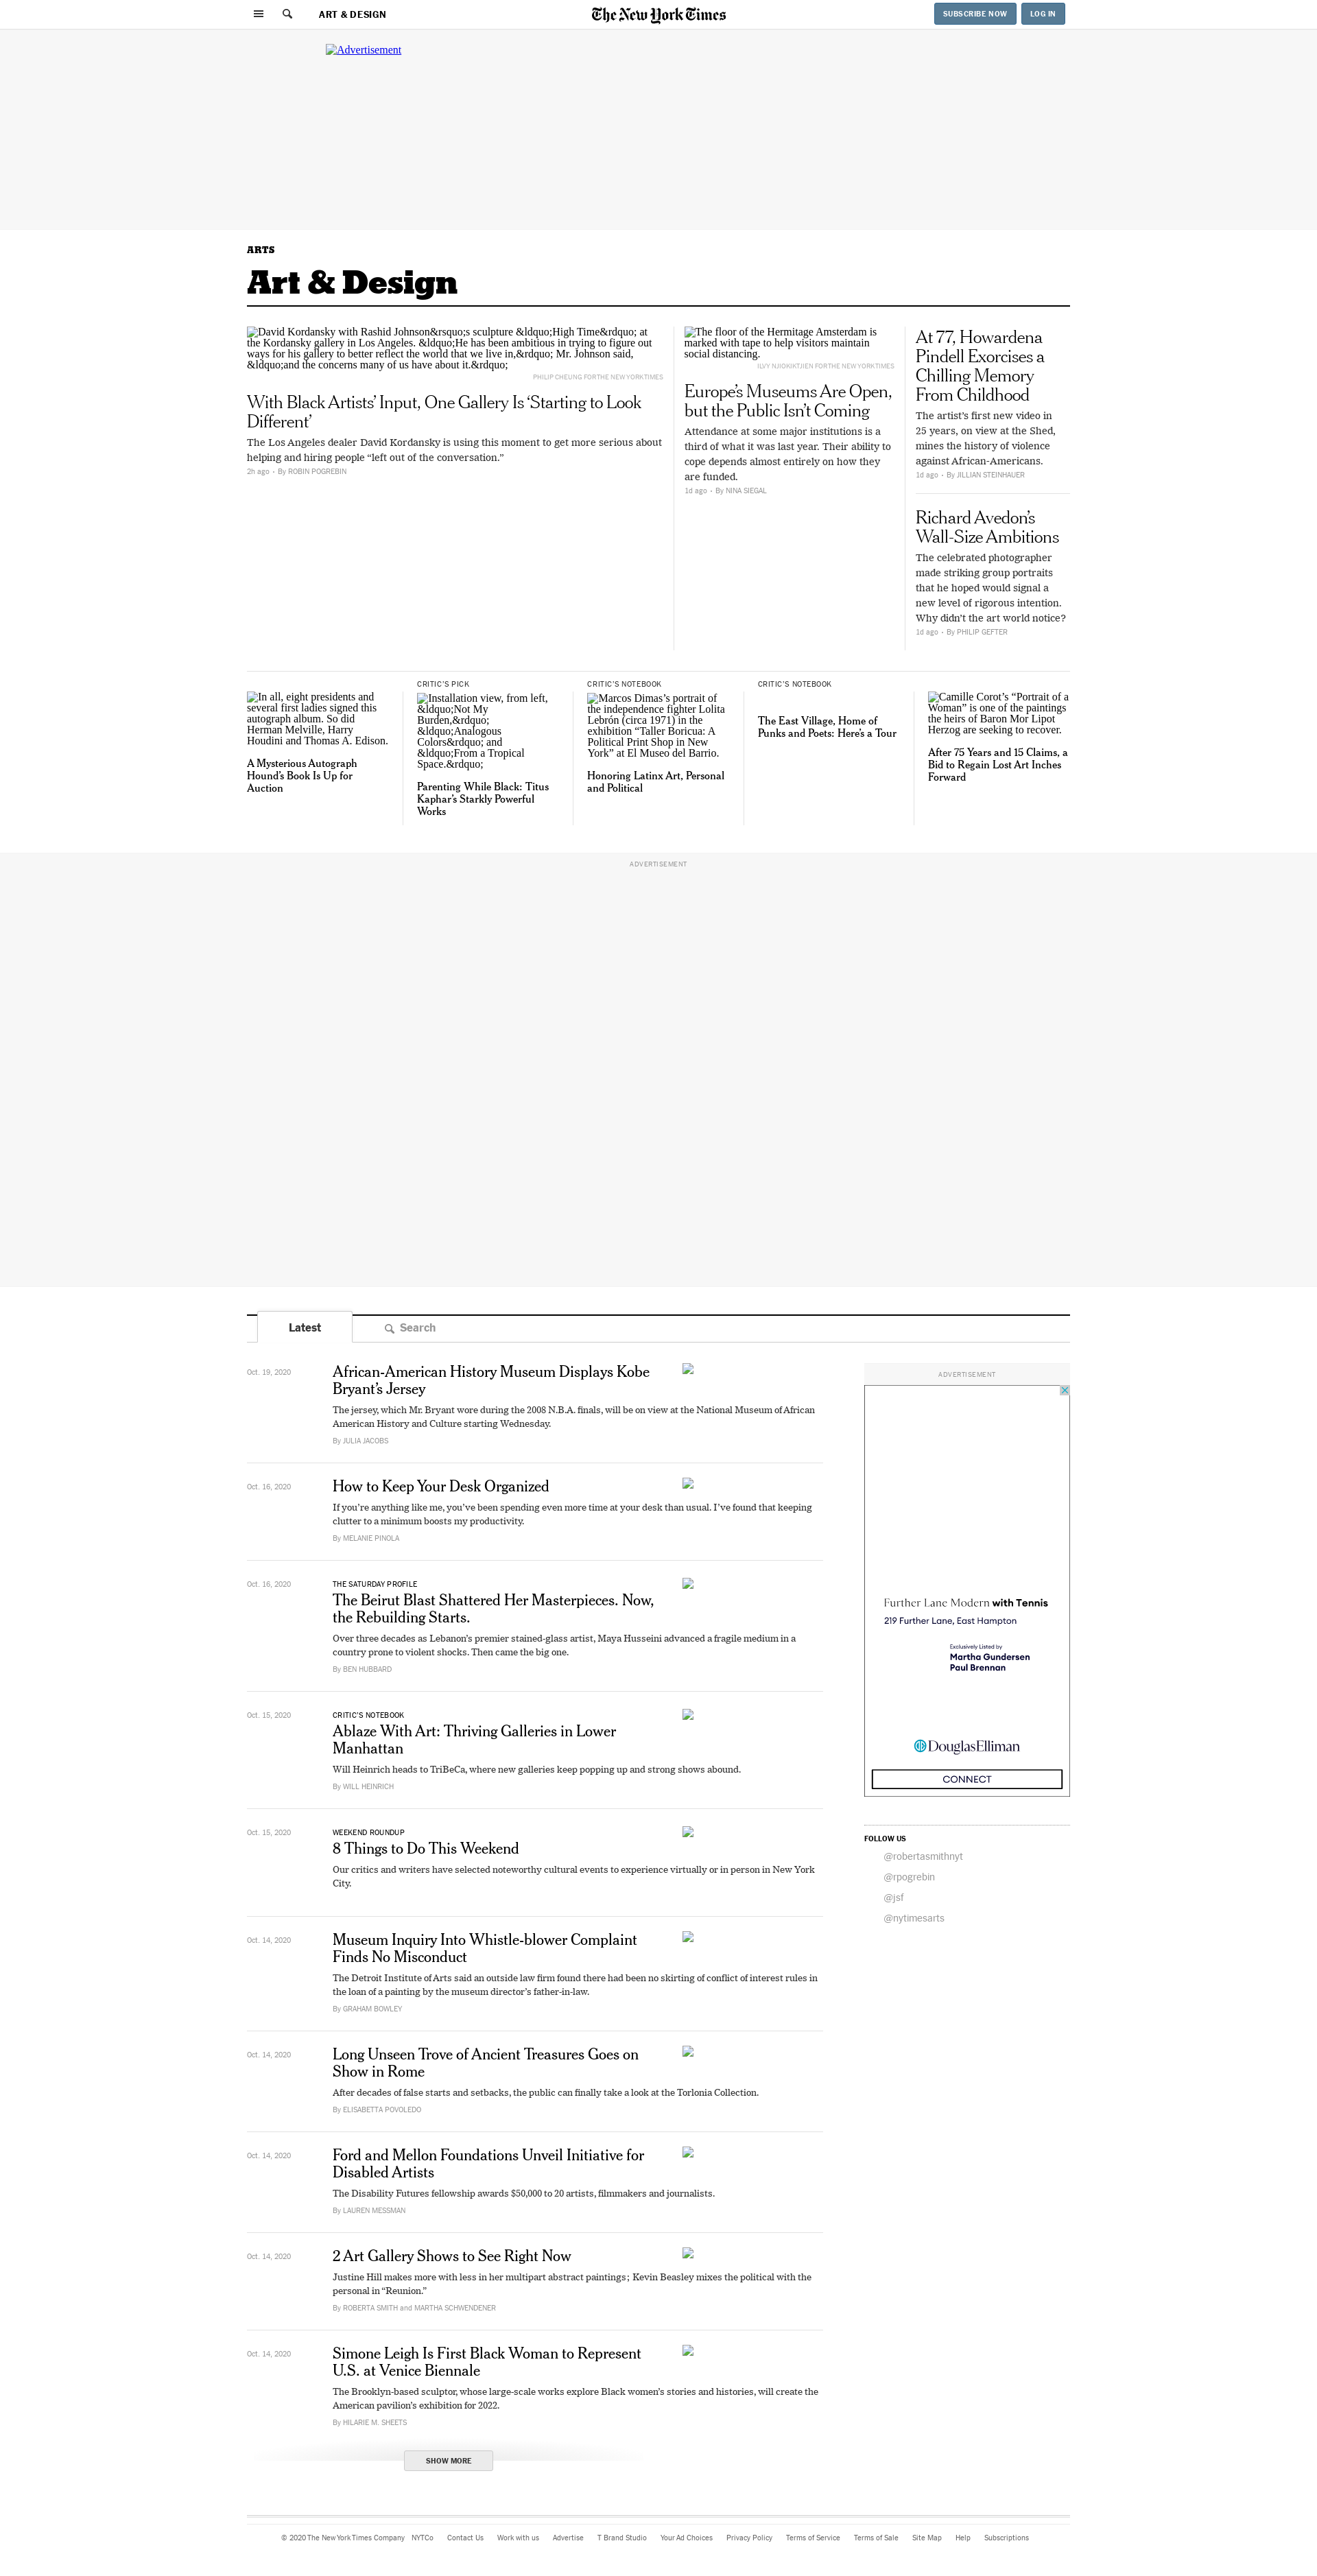 ART & DESIGN
The New York Times
SUBSCRIBE NOW
LOG IN
Advertisement
ARTS
Art & Design
David Kordansky with Rashid Johnson&rsquo;s sculpture &ldquo;High Time&rdquo; at
the Kordansky gallery in Los Angeles. &ldquo;He has been ambitious in trying to figure out
ways for his gallery to better reflect the world that we live in,&rdquo; Mr. Johnson said,
&ldquo;and the concerns many of us have about it.&rdquo;
PHILIP CHEUNG FOR THE NEW YORK TIMES
With Black Artists’ Input, One Gallery Is ‘Starting to Look
Different’
The Los Angeles dealer David Kordansky is using this moment to get more serious about
helping and hiring people “left out of the conversation.”
2h ago • By ROBIN POGREBIN
The floor of the Hermitage Amsterdam is
marked with tape to help visitors maintain
social distancing.
ILVY NJIOKIKTJIEN FOR THE NEW YORK TIMES
Europe’s Museums Are Open,
but the Public Isn’t Coming
Attendance at some major institutions is a
third of what it was last year. Their ability to
cope depends almost entirely on how they
are funded.
1d ago • By NINA SIEGAL
At 77, Howardena
Pindell Exorcises a
Chilling Memory
From Childhood
The artist’s first new video in
25 years, on view at the Shed,
mines the history of violence
against African-Americans.
1d ago • By JILLIAN STEINHAUER
Richard Avedon’s
Wall-Size Ambitions
The celebrated photographer
made striking group portraits
that he hoped would signal a
new level of rigorous intention.
Why didn’t the art world notice?
1d ago • By PHILIP GEFTER
In all, eight presidents and
several first ladies signed this
autograph album. So did
Herman Melville, Harry
Houdini and Thomas A. Edison.
A Mysterious Autograph
Hound’s Book Is Up for
Auction
CRITIC’S PICK
Installation view, from left,
&ldquo;Not My
Burden,&rdquo;
&ldquo;Analogous
Colors&rdquo; and
&ldquo;From a Tropical
Space.&rdquo;
Parenting While Black: Titus
Kaphar’s Starkly Powerful
Works
CRITIC’S NOTEBOOK
Marcos Dimas’s portrait of
the independence fighter Lolita
Lebrón (circa 1971) in the
exhibition “Taller Boricua: A
Political Print Shop in New
York” at El Museo del Barrio.
Honoring Latinx Art, Personal
and Political
CRITIC’S NOTEBOOK
The East Village, Home of
Punks and Poets: Here’s a Tour
Camille Corot’s “Portrait of a
Woman” is one of the paintings
the heirs of Baron Mor Lipot
Herzog are seeking to recover.
After 75 Years and 15 Claims, a
Bid to Regain Lost Art Inches
Forward
ADVERTISEMENT
Latest
Search
Oct. 19, 2020
African-American History Museum Displays Kobe
Bryant’s Jersey
The jersey, which Mr. Bryant wore during the 2008 N.B.A. finals, will be on view at the National Museum of African
American History and Culture starting Wednesday.
By JULIA JACOBS
Oct. 16, 2020
How to Keep Your Desk Organized
If you’re anything like me, you’ve been spending even more time at your desk than usual. I’ve found that keeping
clutter to a minimum boosts my productivity.
By MELANIE PINOLA
Oct. 16, 2020
THE SATURDAY PROFILE
The Beirut Blast Shattered Her Masterpieces. Now,
the Rebuilding Starts.
Over three decades as Lebanon’s premier stained-glass artist, Maya Husseini advanced a fragile medium in a
country prone to violent shocks. Then came the big one.
By BEN HUBBARD
Oct. 15, 2020
CRITIC’S NOTEBOOK
Ablaze With Art: Thriving Galleries in Lower
Manhattan
Will Heinrich heads to TriBeCa, where new galleries keep popping up and strong shows abound.
By WILL HEINRICH
Oct. 15, 2020
WEEKEND ROUNDUP
8 Things to Do This Weekend
Our critics and writers have selected noteworthy cultural events to experience virtually or in person in New York
City.
Oct. 14, 2020
Museum Inquiry Into Whistle-blower Complaint
Finds No Misconduct
The Detroit Institute of Arts said an outside law firm found there had been no skirting of conflict of interest rules in
the loan of a painting by the museum director’s father-in-law.
By GRAHAM BOWLEY
Oct. 14, 2020
Long Unseen Trove of Ancient Treasures Goes on
Show in Rome
After decades of false starts and setbacks, the public can finally take a look at the Torlonia Collection.
By ELISABETTA POVOLEDO
Oct. 14, 2020
Ford and Mellon Foundations Unveil Initiative for
Disabled Artists
The Disability Futures fellowship awards $50,000 to 20 artists, filmmakers and journalists.
By LAUREN MESSMAN
Oct. 14, 2020
2 Art Gallery Shows to See Right Now
Justine Hill makes more with less in her multipart abstract paintings; Kevin Beasley mixes the political with the
personal in “Reunion.”
By ROBERTA SMITH and MARTHA SCHWENDENER
Oct. 14, 2020
Simone Leigh Is First Black Woman to Represent
U.S. at Venice Biennale
The Brooklyn-based sculptor, whose large-scale works explore Black women’s stories and histories, will create the
American pavilion’s exhibition for 2022.
By HILARIE M. SHEETS
SHOW MORE
ADVERTISEMENT
Further Lane Modern with Tennis
219 Further Lane, East Hampton
Exclusively Listed by
Martha Gundersen
Paul Brennan
DouglasElliman
CONNECT
FOLLOW US
@robertasmithnyt
@rpogrebin
@jsf
@nytimesarts
© 2020 The New York Times Company NYTCo Contact Us Work with us Advertise T Brand Studio Your Ad Choices Privacy Policy Terms of Service Terms of Sale Site Map Help Subscriptions